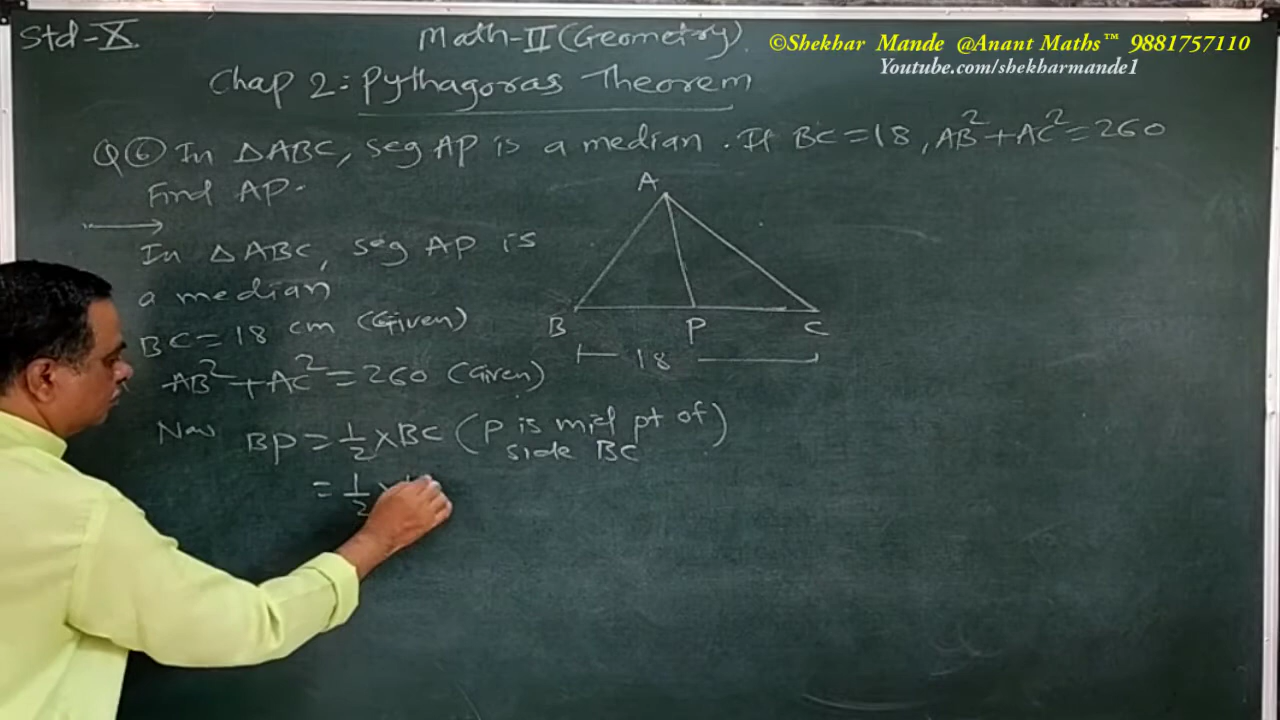 Std-X
Math-II (Geometry)
©Shekhar Mande @Anant Maths™ 9881757110
Youtube.com/shekharmande1
Chap 2: Pythagoras Theorem
Q⑥ In △ABC, seg AP is a median. If BC=18, AB²+AC²=260
Find AP.
In △ABC, seg AP is
a median
BC=18 cm (Given)
AB²+AC²=260 (Given)
Now BP=1/2×BC (P is mid pt of
side BC)
=1/2×
A
B
P
C
18